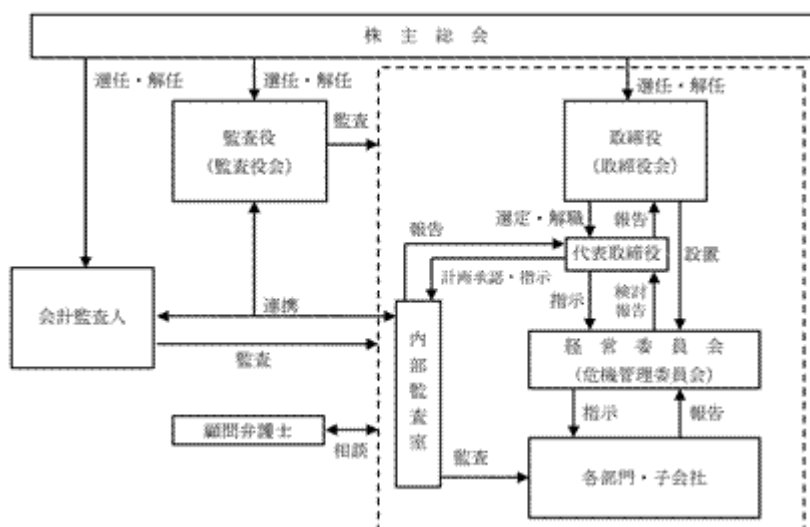 株主総会
選任・解任
選任・解任
選任・解任
監査役
(監査役会)
監査
取締役
(取締役会)
選定・解職
報告
報告
代表取締役
設置
計画承認・指示
指示
検討
報告
会計監査人
連携
監査
内部監査室
経営委員会
(危機管理委員会)
指示
報告
顧問弁護士
相談
監査
各部門・子会社